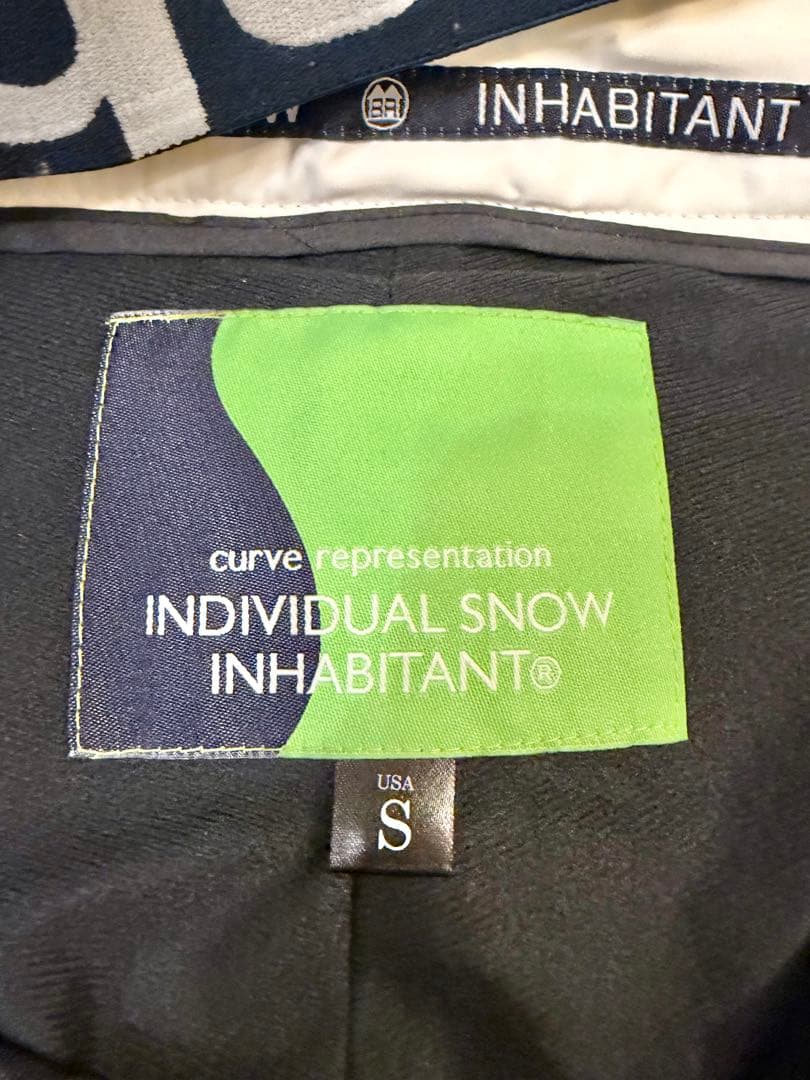 INHABITANT
curve representation
INDIVIDUAL SNOW
INHABITANT®
USA
S